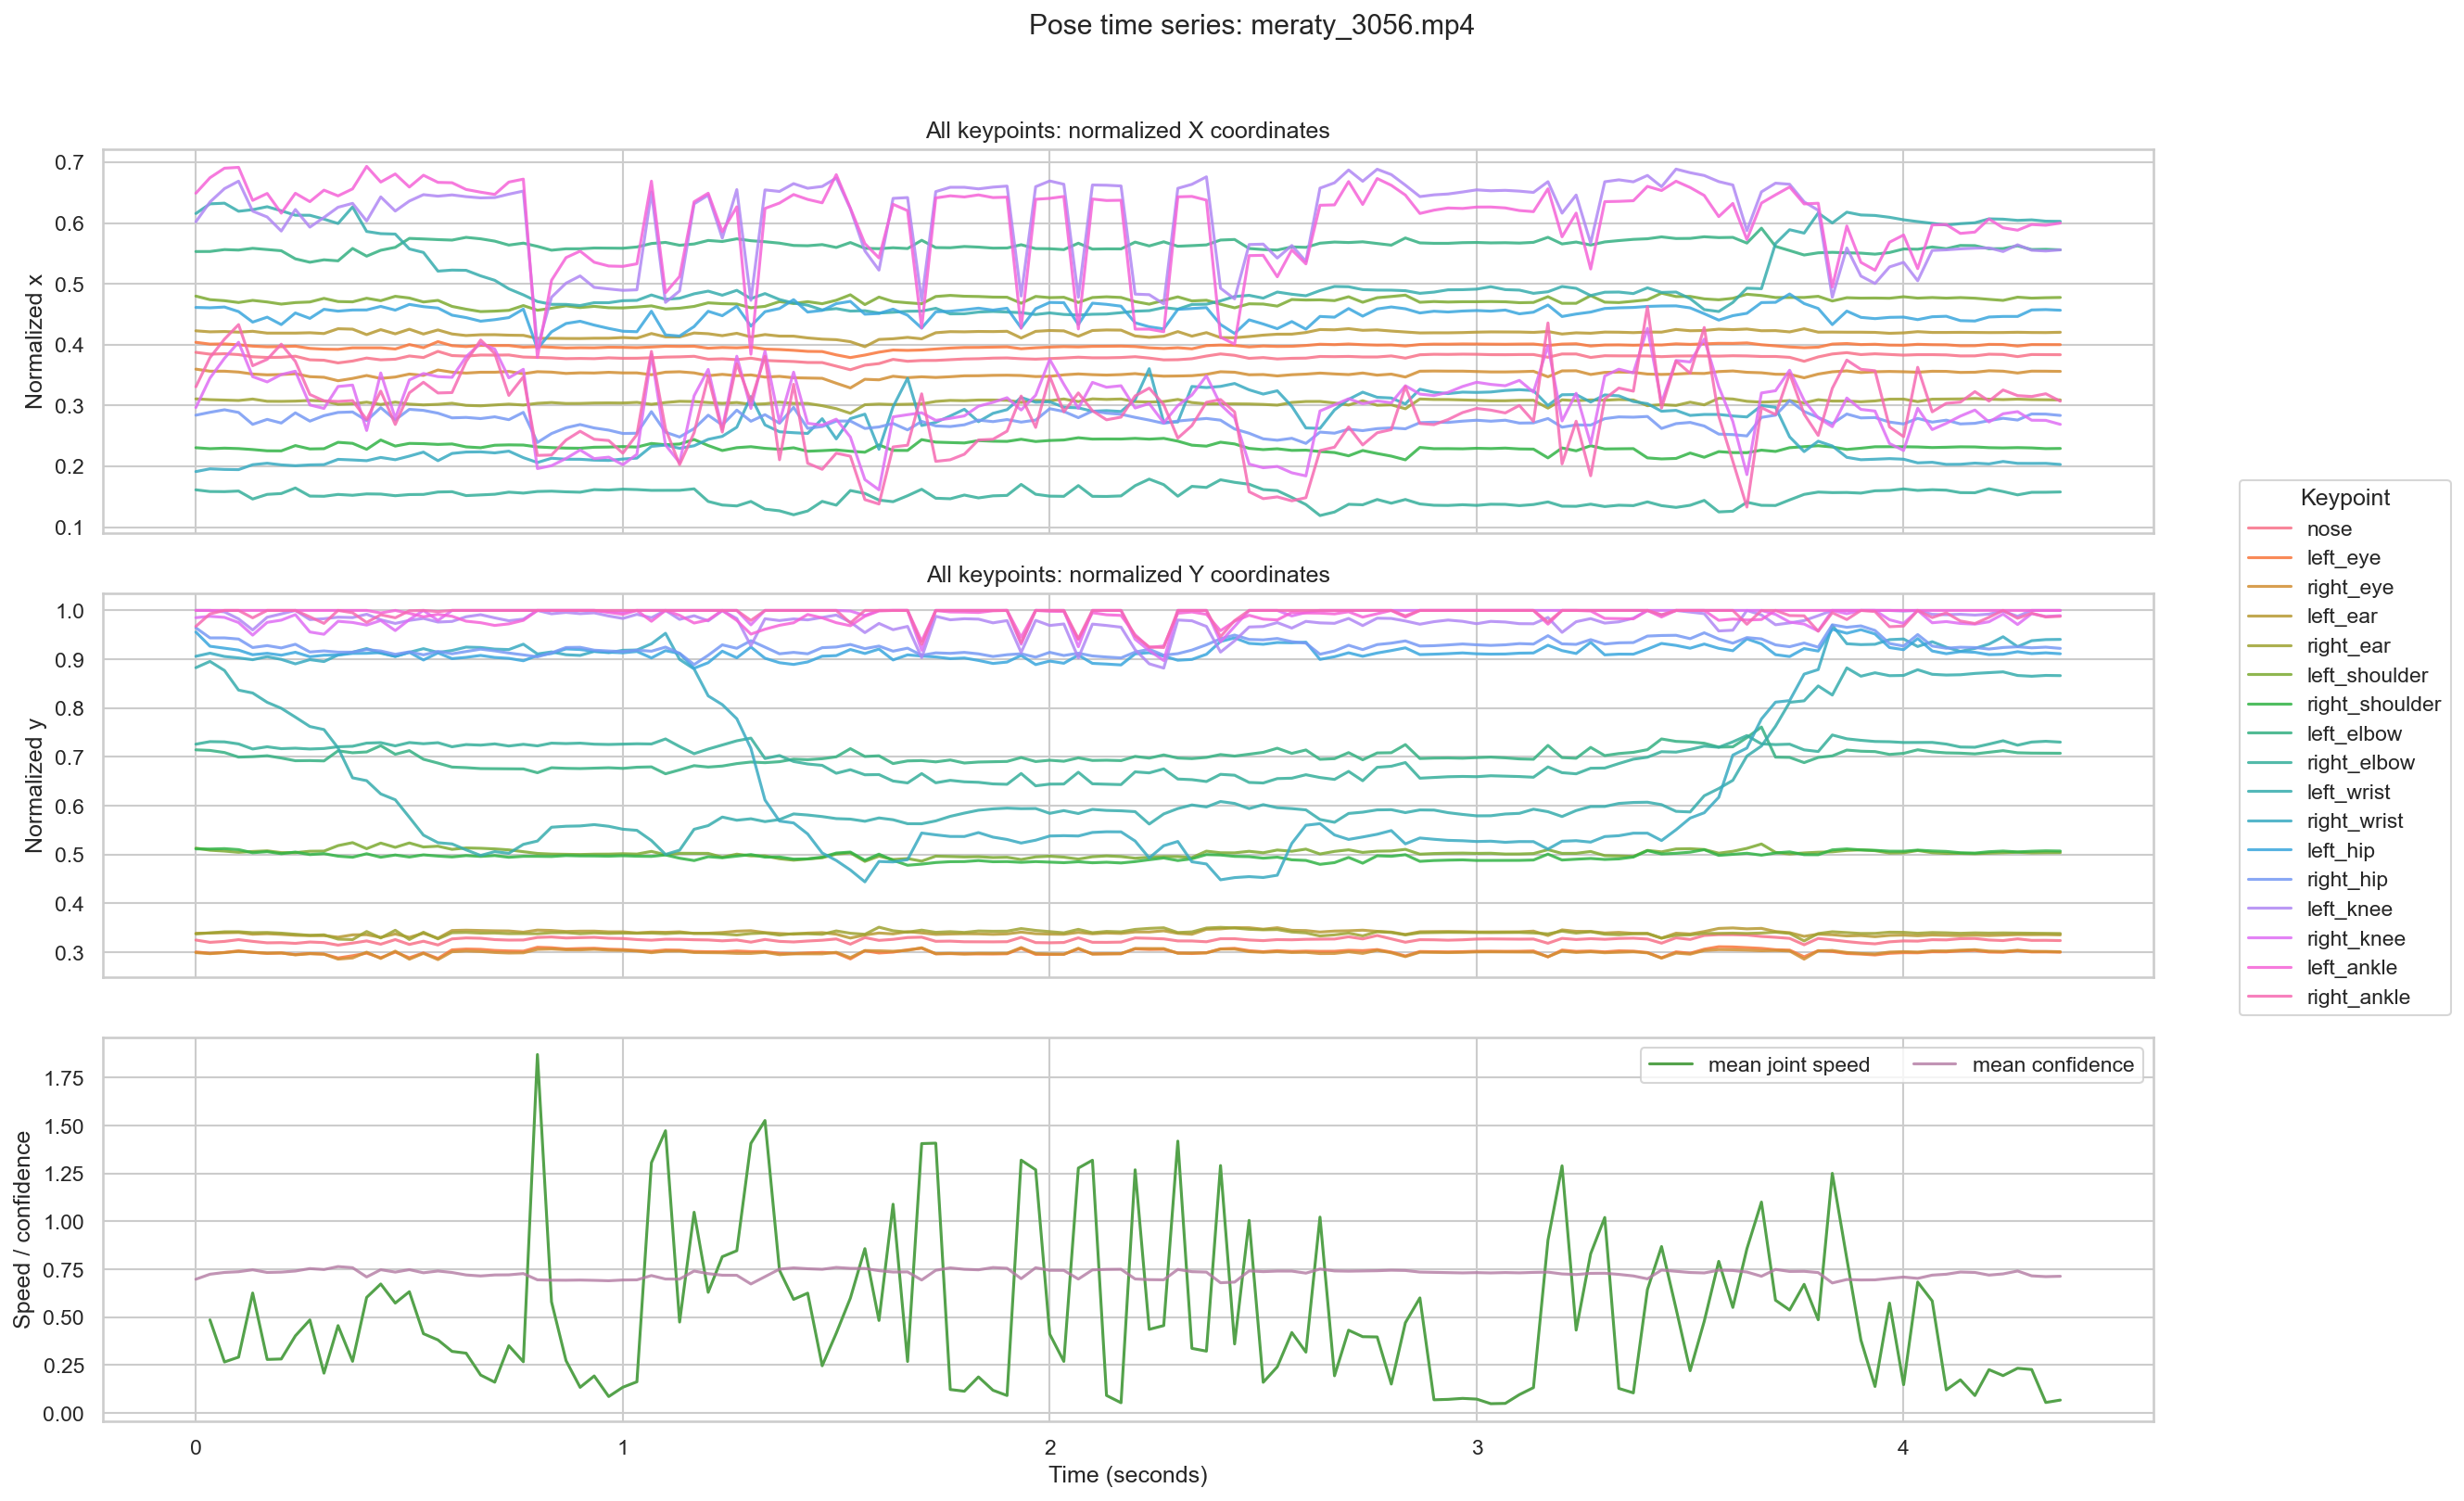 Pose time series: meraty_3056.mp4
All keypoints: normalized X coordinates
0.7
0.6
0.5
0.4
0.3
0.2
0.1
Normalized x
All keypoints: normalized Y coordinates
1.0
0.9
0.8
0.7
0.6
0.5
0.4
0.3
Normalized y
Keypoint
nose
left_eye
right_eye
left_ear
right_ear
left_shoulder
right_shoulder
left_elbow
right_elbow
left_wrist
right_wrist
left_hip
right_hip
left_knee
right_knee
left_ankle
right_ankle
mean joint speed mean confidence
1.75
1.50
1.25
1.00
0.75
0.50
0.25
0.00
Speed / confidence
0 1 2 3 4
Time (seconds)